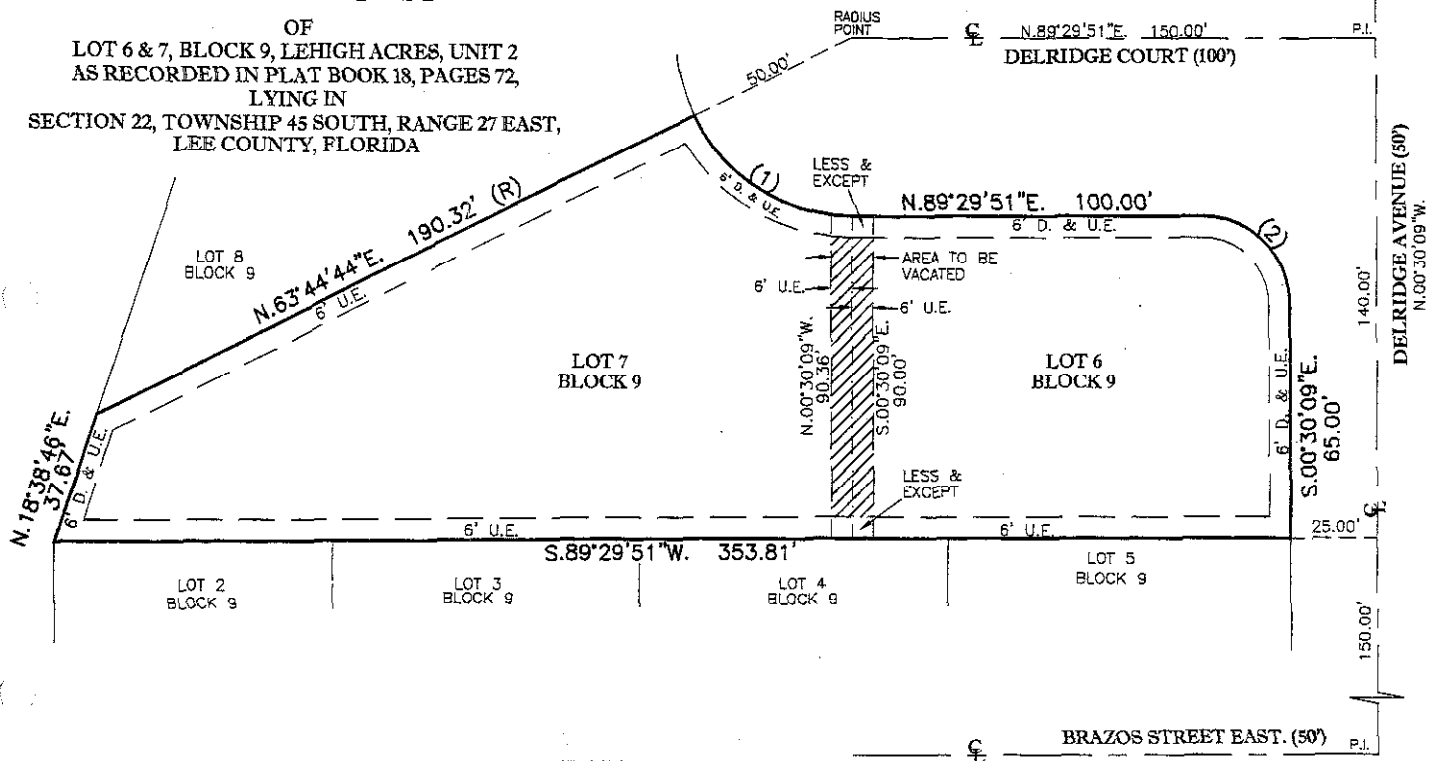 OF
LOT 6 & 7, BLOCK 9, LEHIGH ACRES, UNIT 2
AS RECORDED IN PLAT BOOK 18, PAGES 72,
LYING IN
SECTION 22, TOWNSHIP 45 SOUTH, RANGE 27 EAST,
LEE COUNTY, FLORIDA
RADIUS
POINT
℄
N.89°29'51"E. 150.00'
P.I.
DELRIDGE COURT (100')
50.00'
DELRIDGE AVENUE (50')
N.00°30'09"W.
140.00'
℄
(1)
6' D. & U.E.
LESS &
EXCEPT
N.89°29'51"E. 100.00'
6' D. & U.E.
(2)
LOT 8
BLOCK 9
N.63°44'44"E. 190.32' (R)
6' U.E.
AREA TO BE
VACATED
6' U.E.
6' U.E.
LOT 7
BLOCK 9
N.00°30'09"W.
90.36'
S.00°30'09"E.
90.00'
LOT 6
BLOCK 9
6' D. & U.E.
S.00°30'09"E.
65.00'
N.18°38'46"E.
37.67'
6' D. & U.E.
LESS &
EXCEPT
6' U.E.
6' U.E.
25.00'
S.89°29'51"W. 353.81'
LOT 2
BLOCK 9
LOT 3
BLOCK 9
LOT 4
BLOCK 9
LOT 5
BLOCK 9
150.00'
℄
BRAZOS STREET EAST. (50')
P.I.